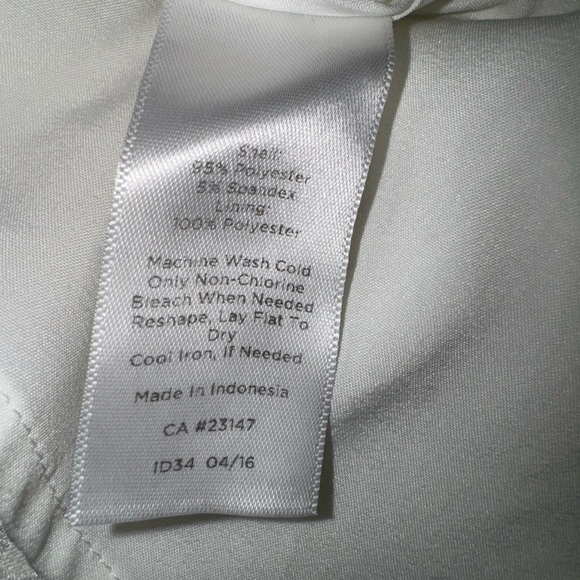 Shell:
95% Polyester
5% Spandex
Lining:
100% Polyester
Machine Wash Cold
Only Non-Chlorine
Bleach When Needed
Reshape, Lay Flat To
Dry
Cool Iron, If Needed
Made In Indonesia
CA #23147
ID34 04/16